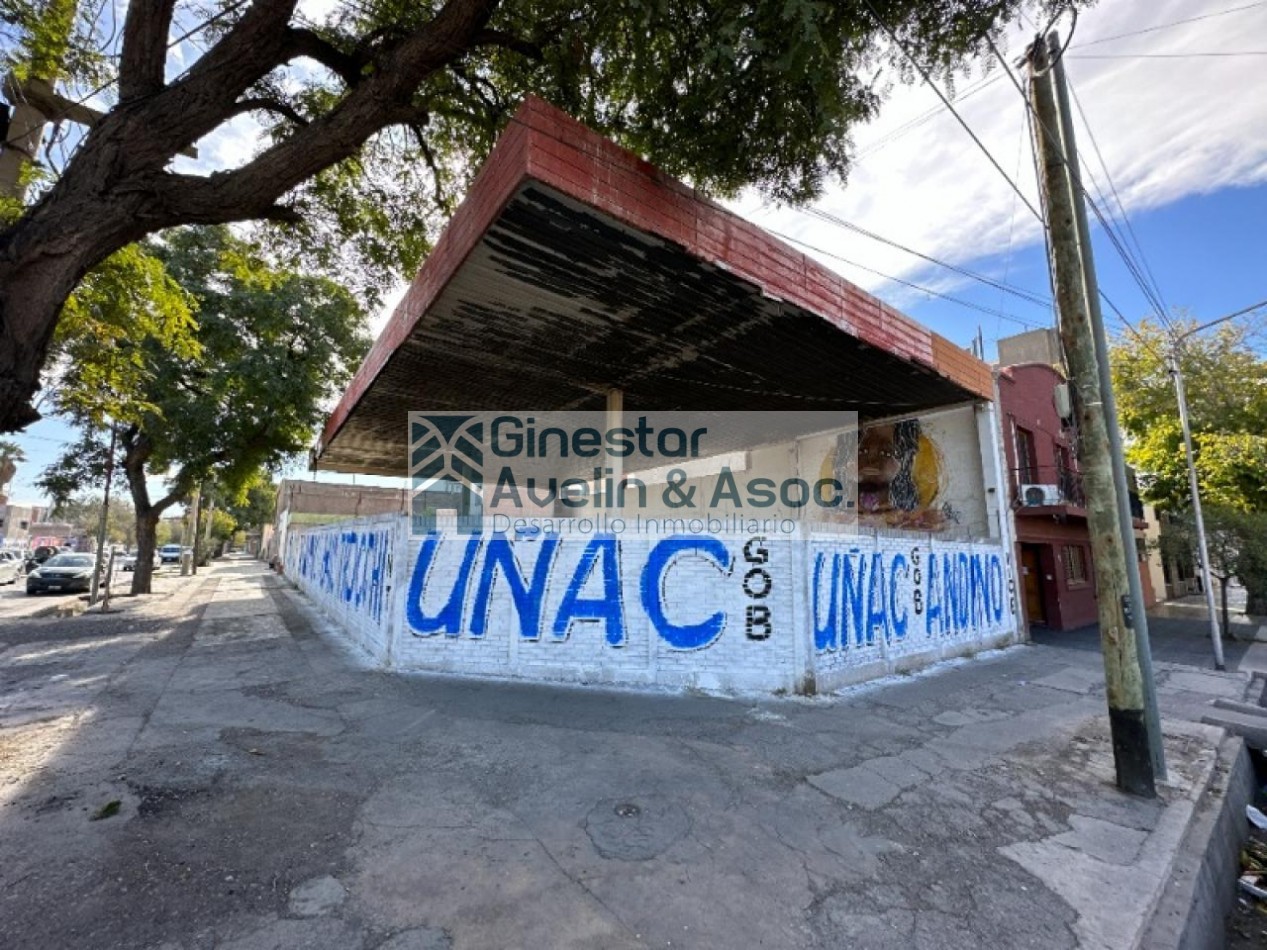 Ginestar
Avelin & Asoc.
Desarrollo Inmobiliario
UÑAC GOB
UÑAC GOB ANDINO